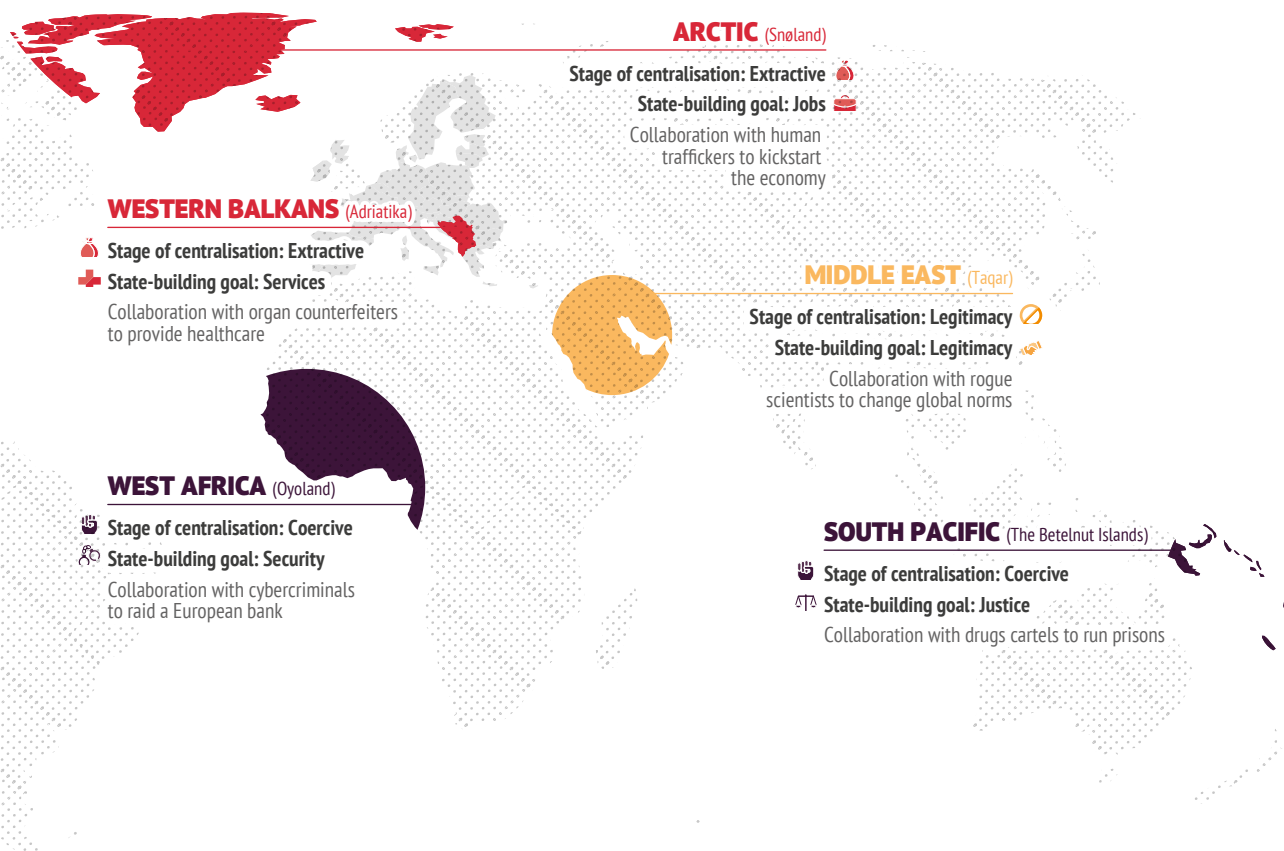 ARCTIC (Snøland)
Stage of centralisation: Extractive
State-building goal: Jobs
Collaboration with human
traffickers to kickstart
the economy
WESTERN BALKANS (Adriatika)
Stage of centralisation: Extractive
State-building goal: Services
Collaboration with organ counterfeiters
to provide healthcare
MIDDLE EAST (Taqar)
Stage of centralisation: Legitimacy
State-building goal: Legitimacy
Collaboration with rogue
scientists to change global norms
WEST AFRICA (Oyoland)
Stage of centralisation: Coercive
State-building goal: Security
Collaboration with cybercriminals
to raid a European bank
SOUTH PACIFIC (The Betelnut Islands)
Stage of centralisation: Coercive
State-building goal: Justice
Collaboration with drugs cartels to run prisons